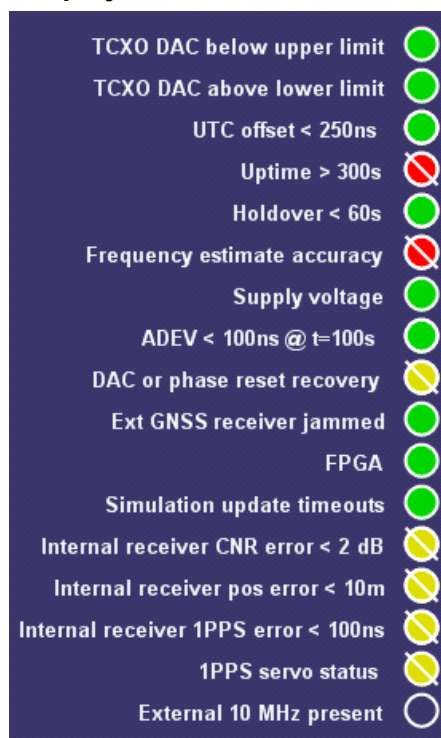 TCXO DAC below upper limit
TCXO DAC above lower limit
UTC offset < 250ns
Uptime > 300s
Holdover < 60s
Frequency estimate accuracy
Supply voltage
ADEV < 100ns @ t=100s
DAC or phase reset recovery
Ext GNSS receiver jammed
FPGA
Simulation update timeouts
Internal receiver CNR error < 2 dB
Internal receiver pos error < 10m
Internal receiver 1PPS error < 100ns
1PPS servo status
External 10 MHz present